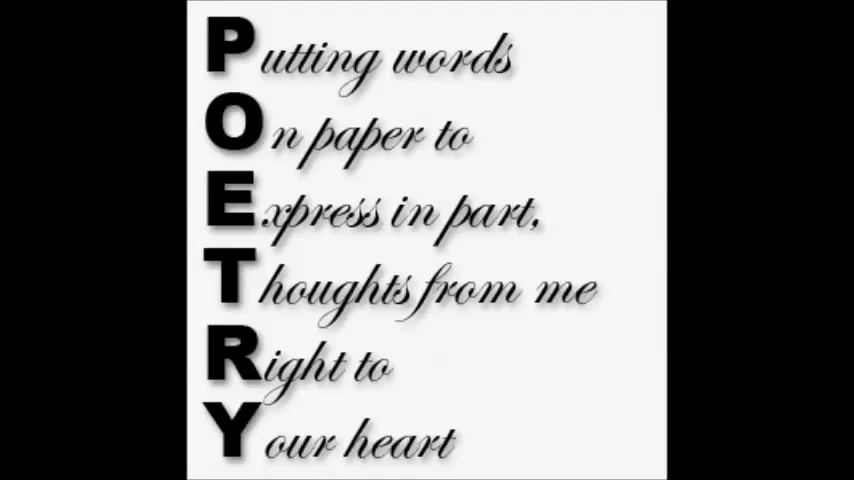 Putting words
On paper to
Express in part,
Thoughts from me
Right to
Your heart